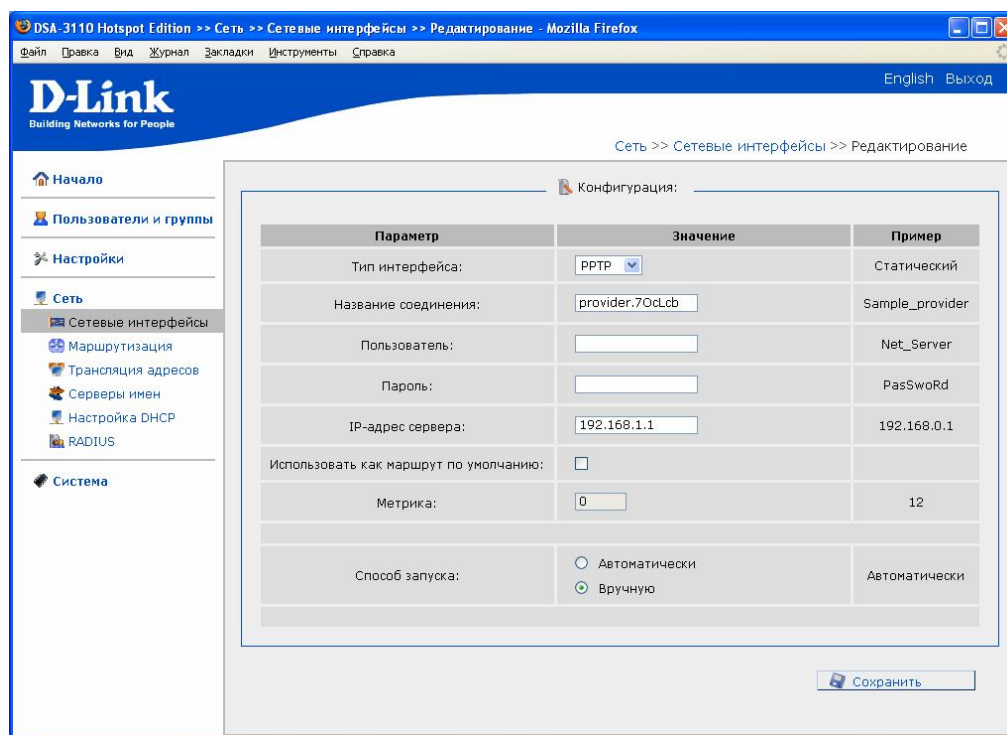 DSA-3110 Hotspot Edition >> Сеть >> Сетевые интерфейсы >> Редактирование - Mozilla Firefox
Файл Правка Вид Журнал Закладки Инструменты Справка
English Выход
D-Link
Building Networks for People
Сеть >> Сетевые интерфейсы >> Редактирование
Начало
Пользователи и группы
Настройки
Сеть
Сетевые интерфейсы
Маршрутизация
Трансляция адресов
Серверы имен
Настройка DHCP
RADIUS
Система
Конфигурация:
Параметр Значение Пример
Тип интерфейса: PPTP Статический
Название соединения: provider.7OcLcb Sample_provider
Пользователь: Net_Server
Пароль: PasSwoRd
IP-адрес сервера: 192.168.1.1 192.168.0.1
Использовать как маршрут по умолчанию:
Метрика: 0 12
Способ запуска: Автоматически Вручную Автоматически
Сохранить